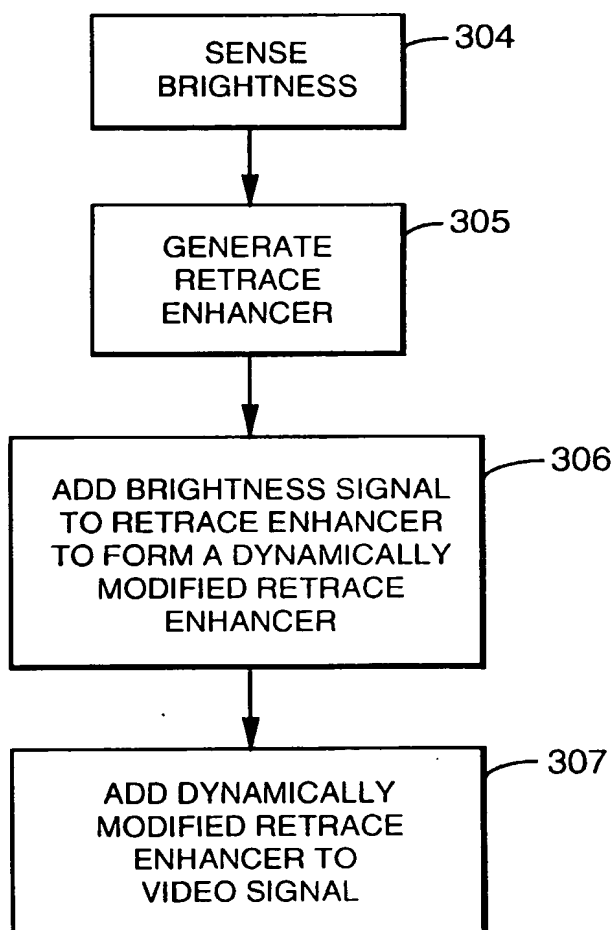 SENSE
BRIGHTNESS
304
GENERATE
RETRACE
ENHANCER
305
ADD BRIGHTNESS SIGNAL
TO RETRACE ENHANCER
TO FORM A DYNAMICALLY
MODIFIED RETRACE
ENHANCER
306
ADD DYNAMICALLY
MODIFIED RETRACE
ENHANCER TO
VIDEO SIGNAL
307